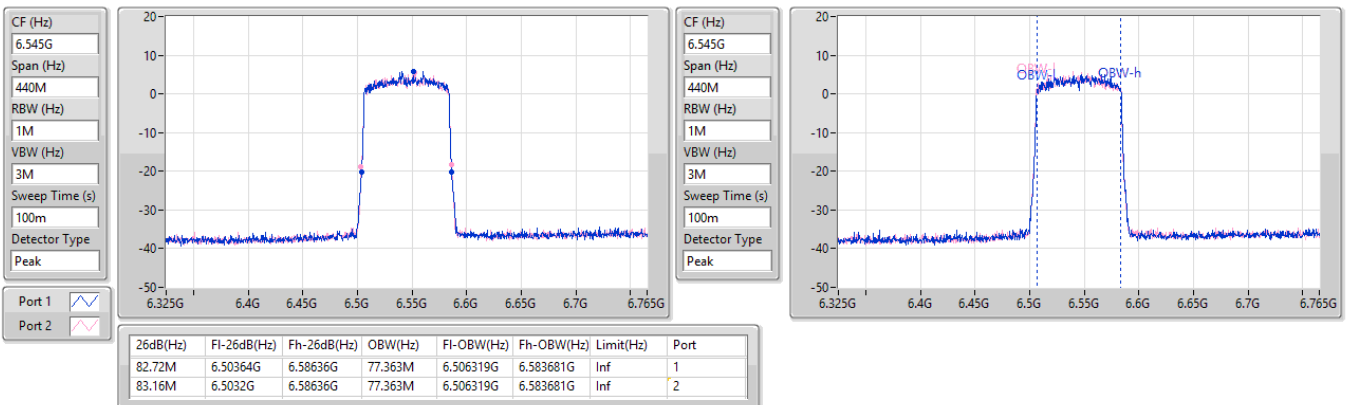 CF (Hz)
6.545G
Span (Hz)
440M
RBW (Hz)
1M
VBW (Hz)
3M
Sweep Time (s)
100m
Detector Type
Peak
Port 1
Port 2
20
10
0
-10
-20
-30
-40
-50
6.325G 6.4G 6.45G 6.5G 6.55G 6.6G 6.65G 6.7G 6.765G
CF (Hz)
6.545G
Span (Hz)
440M
RBW (Hz)
1M
VBW (Hz)
3M
Sweep Time (s)
100m
Detector Type
Peak
20
10
0
-10
-20
-30
-40
-50
OBW-l
OBW-l OBW-h
6.325G 6.4G 6.45G 6.5G 6.55G 6.6G 6.65G 6.7G 6.765G
26dB(Hz) Fl-26dB(Hz) Fh-26dB(Hz) OBW(Hz) Fl-OBW(Hz) Fh-OBW(Hz) Limit(Hz) Port
82.72M 6.50364G 6.58636G 77.363M 6.506319G 6.583681G Inf 1
83.16M 6.5032G 6.58636G 77.363M 6.506319G 6.583681G Inf 2